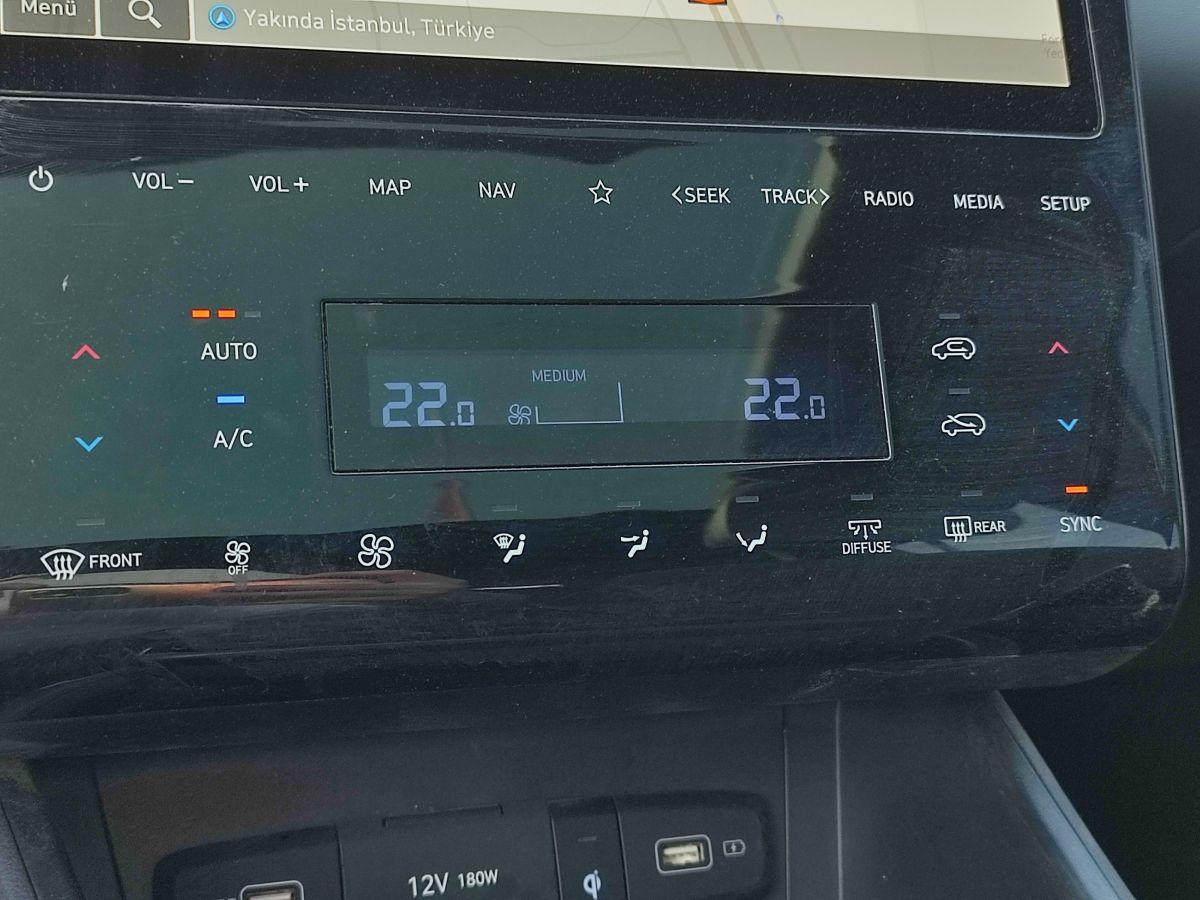 Menü
Yakında İstanbul, Türkiye
VOL− VOL+ MAP NAV <SEEK TRACK> RADIO MEDIA SETUP
AUTO
MEDIUM
22.0 22.0
A/C
FRONT OFF DIFFUSE REAR SYNC
12V 180W